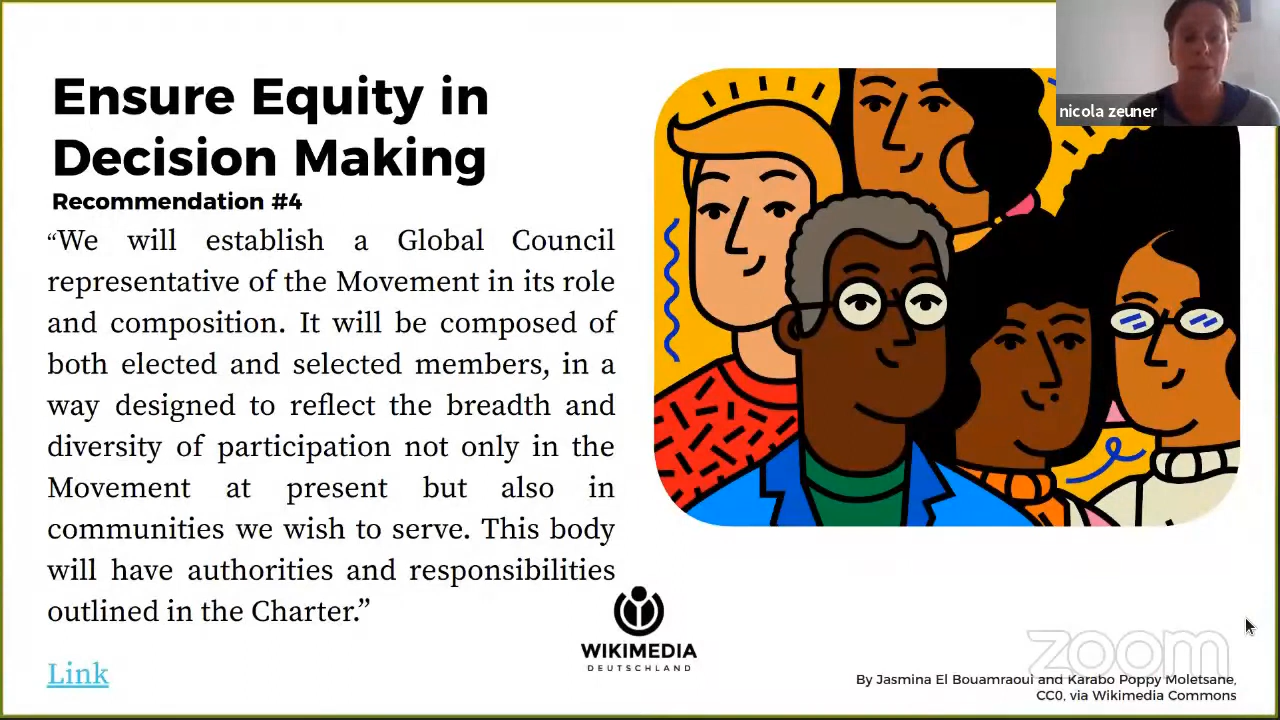 Ensure Equity in
Decision Making
Recommendation #4
“We will establish a Global Council
representative of the Movement in its role
and composition. It will be composed of
both elected and selected members, in a
way designed to reflect the breadth and
diversity of participation not only in the
Movement at present but also in
communities we wish to serve. This body
will have authorities and responsibilities
outlined in the Charter.”
Link
WIKIMEDIA
DEUTSCHLAND
nicola zeuner
zoom
By Jasmina El Bouamraoui and Karabo Poppy Moletsane,
CC0, via Wikimedia Commons